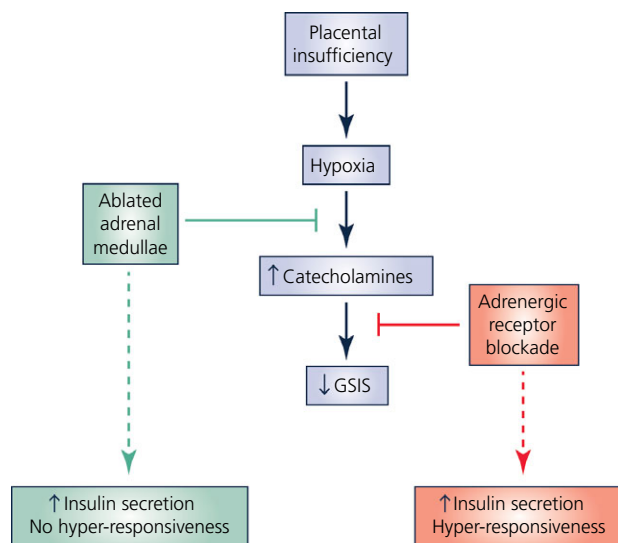 Placental
insufficiency
Hypoxia
Ablated
adrenal
medullae
↑ Catecholamines
Adrenergic
receptor
blockade
↓ GSIS
↑ Insulin secretion
No hyper-responsiveness
↑ Insulin secretion
Hyper-responsiveness